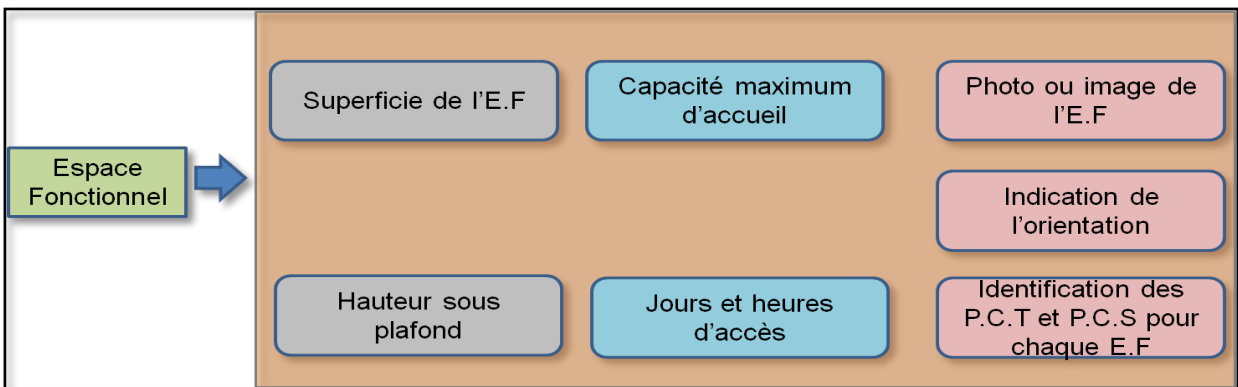 Espace
Fonctionnel
Superficie de l'E.F
Capacité maximum
d'accueil
Photo ou image de
l'E.F
Indication de
l'orientation
Hauteur sous
plafond
Jours et heures
d'accès
Identification des
P.C.T et P.C.S pour
chaque E.F